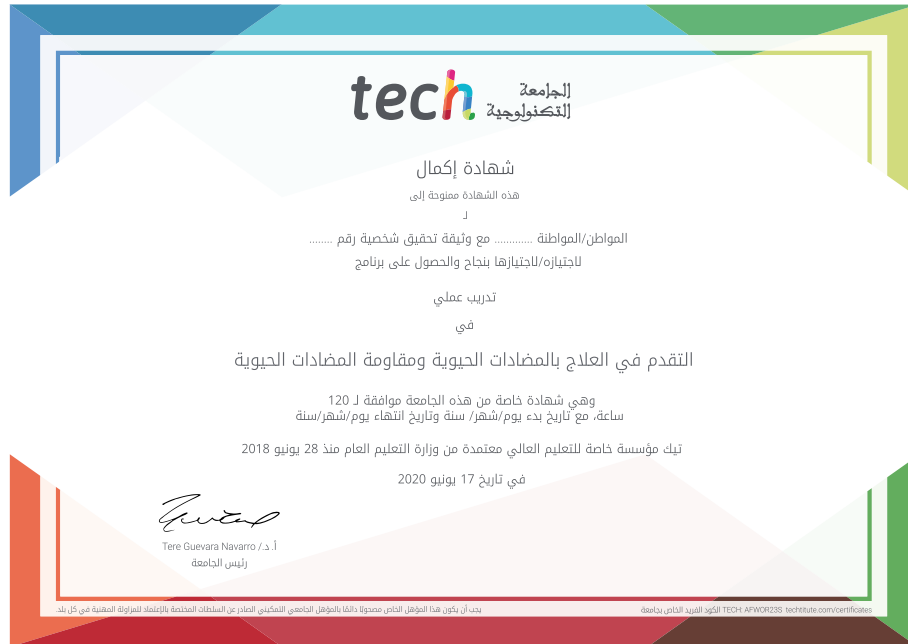 tech الجامعة
التكنولوجية
شهادة إكمال
هذه الشهادة ممنوحة إلى
لـ
المواطن/المواطنة ............. مع وثيقة تحقيق شخصية رقم ........
لاجتيازه/لاجتيازها بنجاح والحصول على برنامج
تدريب عملي
في
التقدم في العلاج بالمضادات الحيوية ومقاومة المضادات الحيوية
وهي شهادة خاصة من هذه الجامعة موافقة لـ 120
ساعة، مع تاريخ بدء يوم/شهر/ سنة وتاريخ انتهاء يوم/شهر/سنة
تيك مؤسسة خاصة للتعليم العالي معتمدة من وزارة التعليم العام منذ 28 يونيو 2018
في تاريخ 17 يونيو 2020
أ. د./ Tere Guevara Navarro
رئيس الجامعة
يجب أن يكون هذا المؤهل الخاص مصحوبًا دائمًا بالمؤهل الجامعي التمكيني الصادر عن السلطات المختصة بالإعتماد للمزاولة المهنية في كل بلد.
الكود الفريد الخاص بجامعة TECH: AFWOR23S techtitute.com/certificates